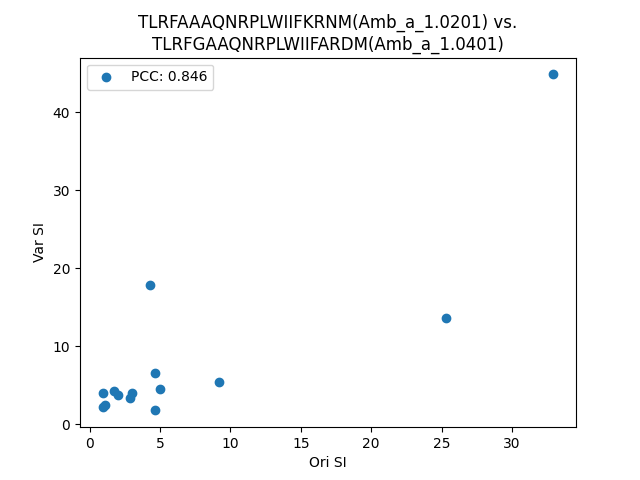 TLRFAAAQNRPLWIIFKRNM(Amb_a_1.0201) vs.
TLRFGAAQNRPLWIIFARDM(Amb_a_1.0401)
PCC: 0.846
40
30
20
10
0
Var SI
0 5 10 15 20 25 30
Ori SI